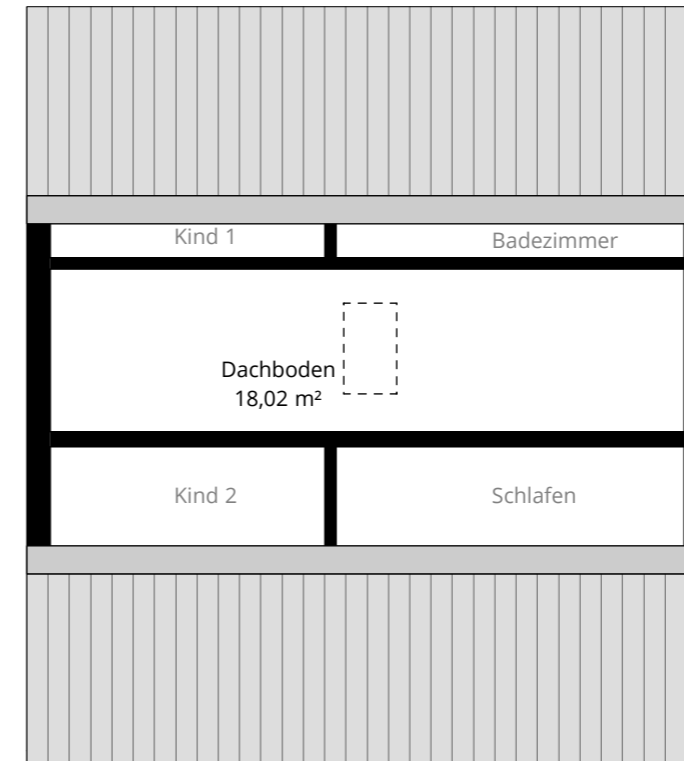 Kind 1
Badezimmer
Dachboden
18,02 m²
Kind 2
Schlafen